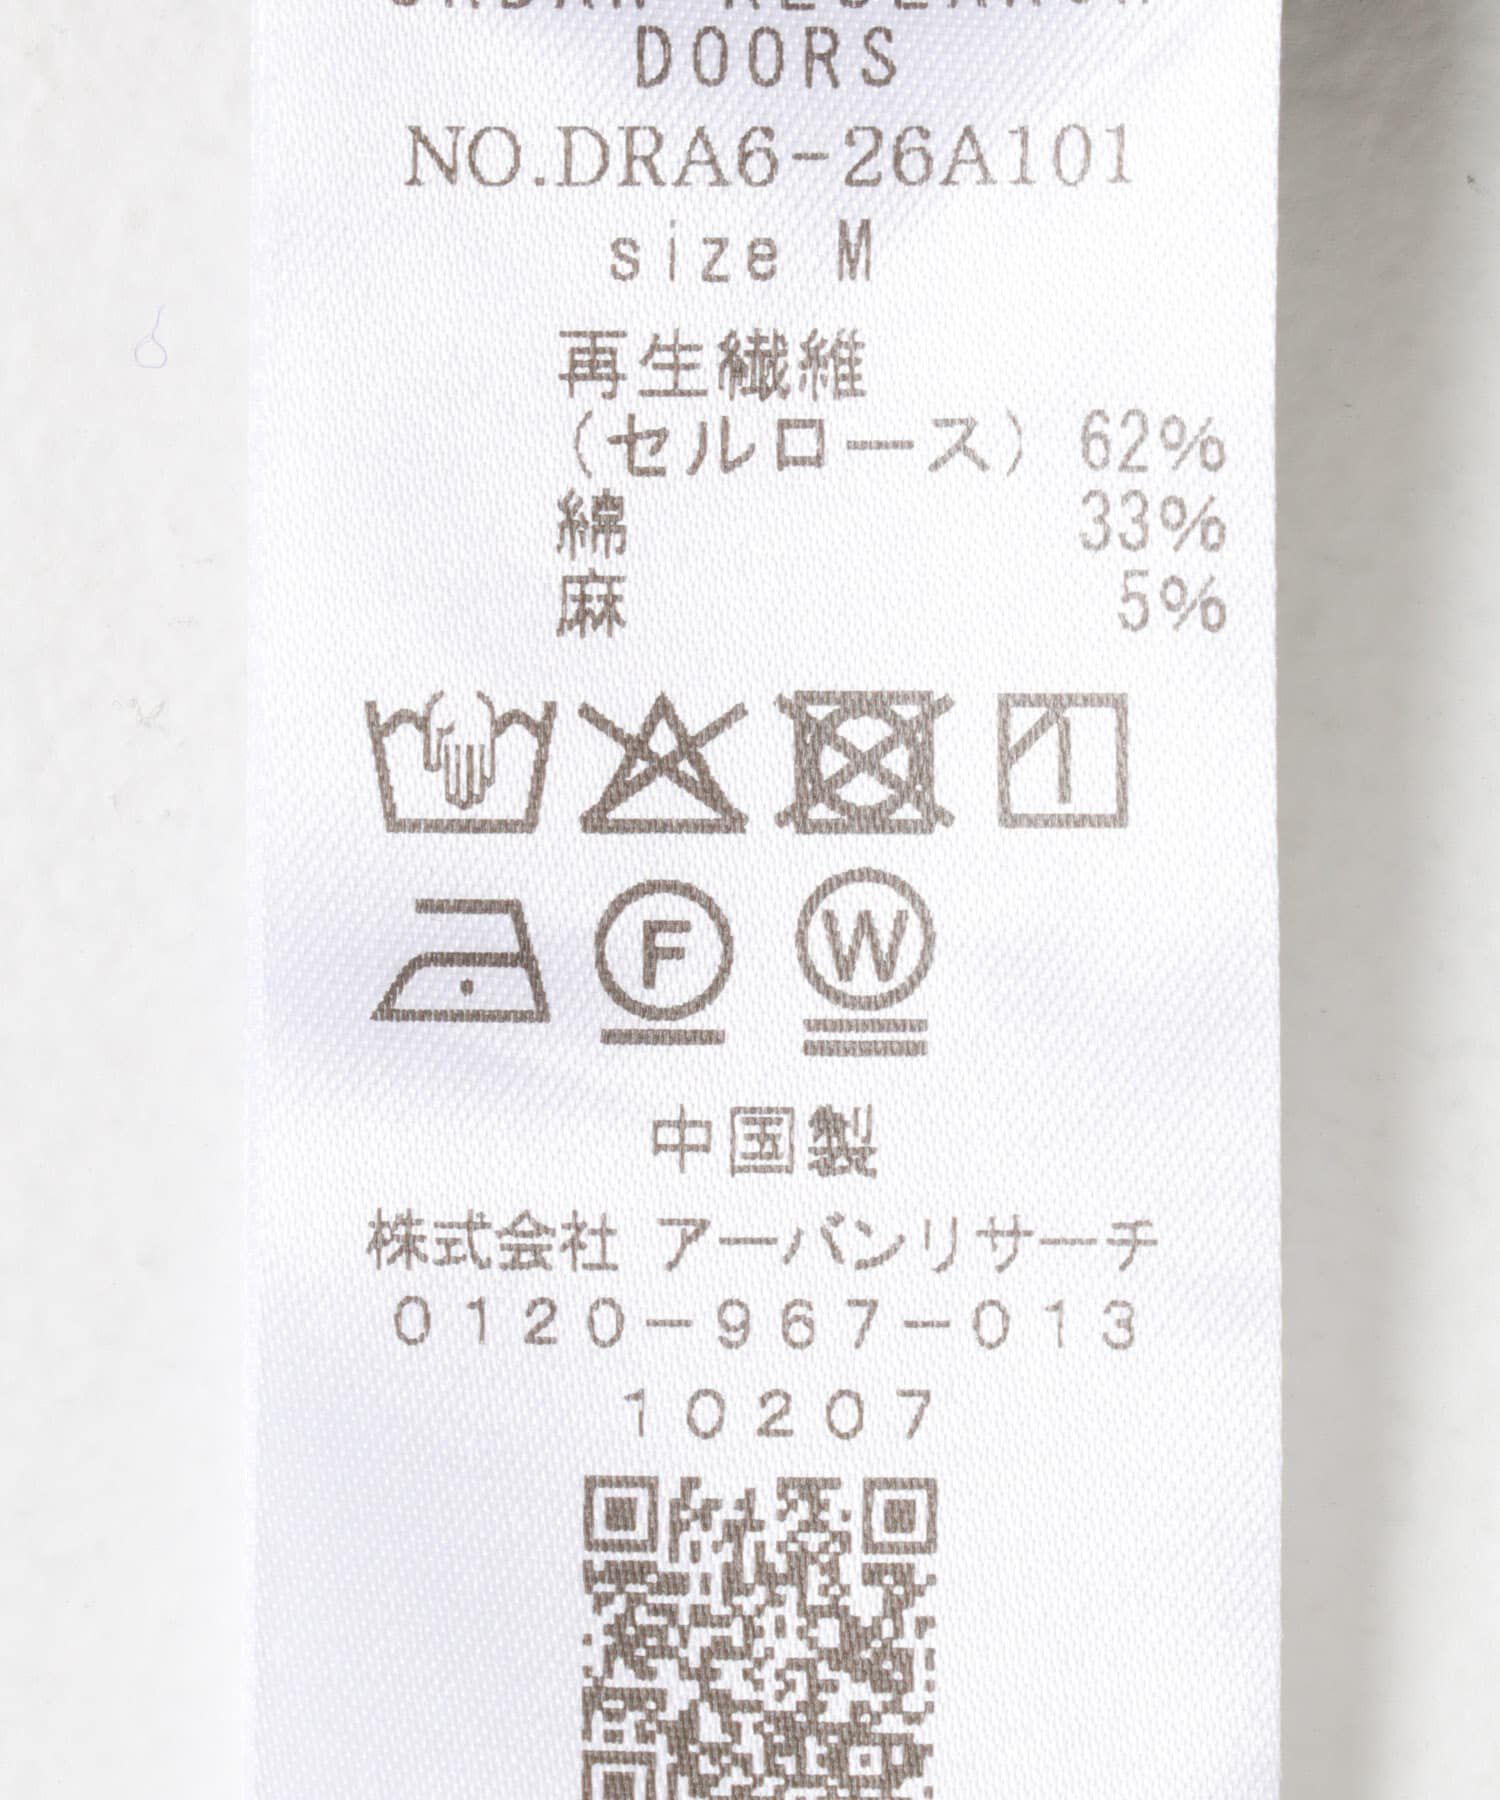 URBAN RESEARCH
DOORS
NO.DRA6-26A101
size M
再生繊維
(セルロース) 62%
綿 33%
麻 5%
F W
中国製
株式会社 アーバンリサーチ
0120-967-013
10207